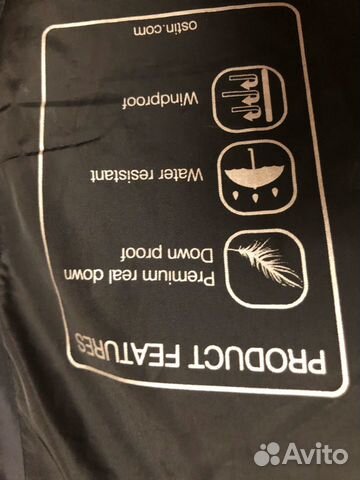 PRODUCT FEATURES
Premium real down
Down proof
Water resistant
Windproof
ostin.com
Avito